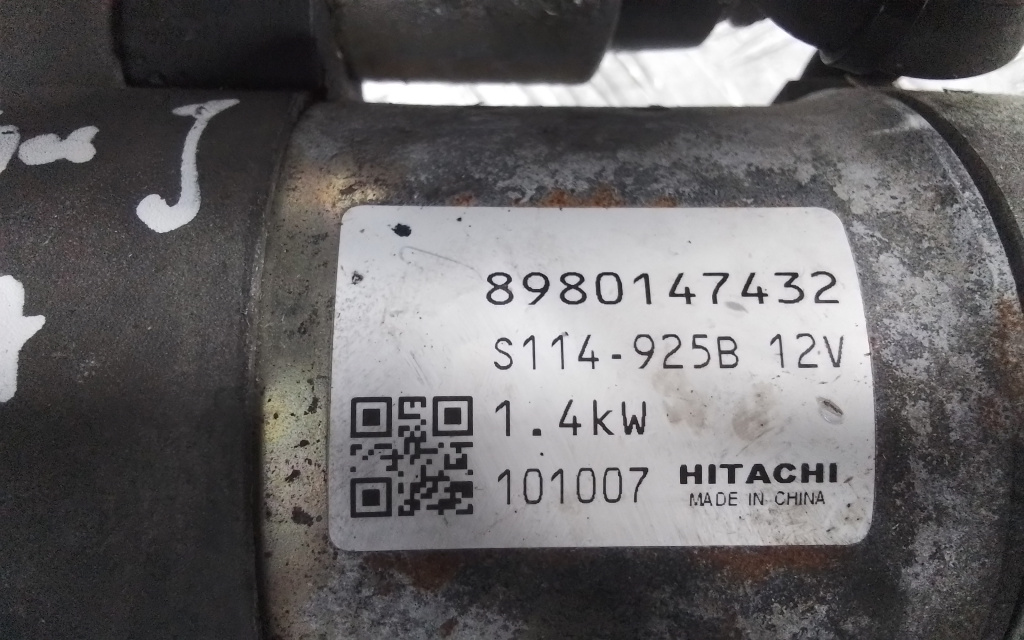 8980147432
S114-925B 12V
1.4kW
101007 HITACHI
MADE IN CHINA